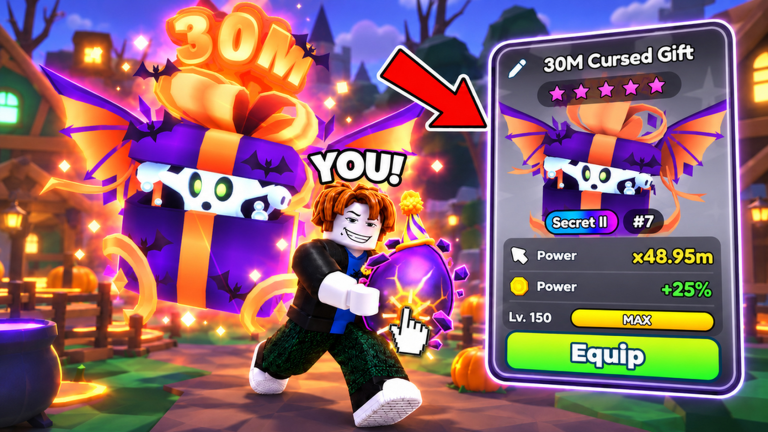 30M
YOU!
30M Cursed Gift
Secret II #7
Power x48.95m
Power +25%
Lv. 150 MAX
Equip